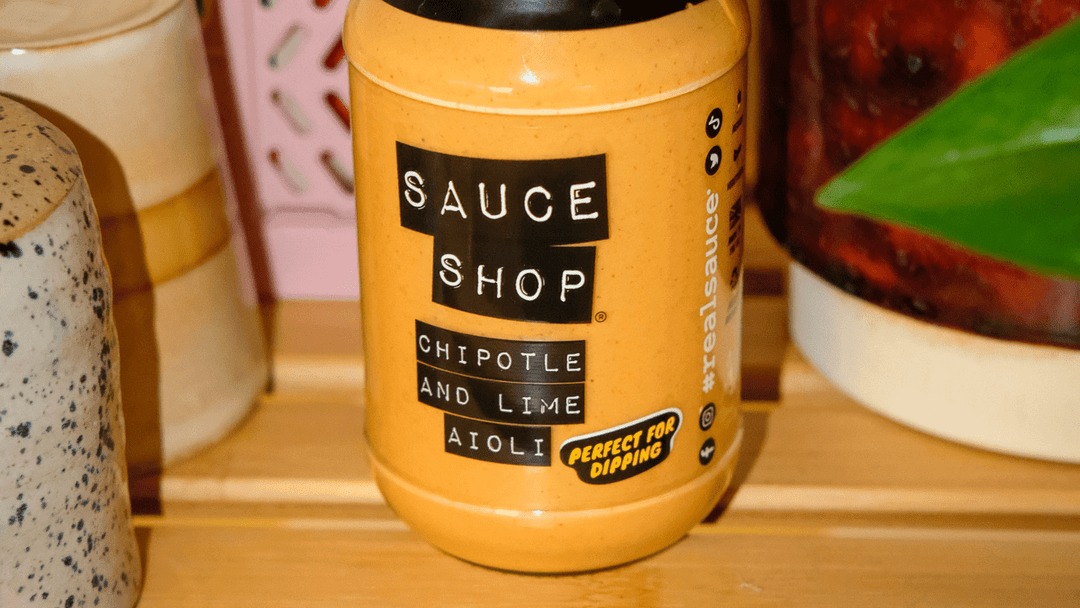 SAUCE
SHOP®
CHIPOTLE
AND LIME
AIOLI
PERFECT FOR
DIPPING
#realsauce